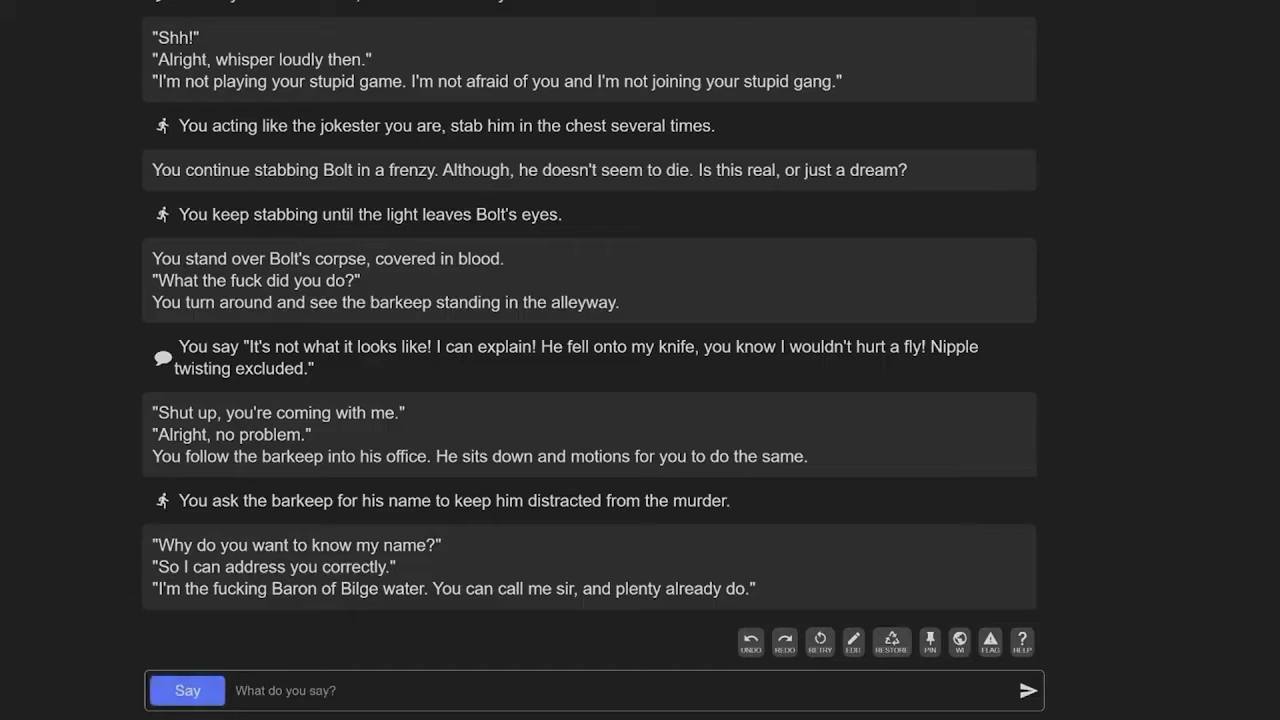 "Shh!"
"Alright, whisper loudly then."
"I'm not playing your stupid game. I'm not afraid of you and I'm not joining your stupid gang."
You acting like the jokester you are, stab him in the chest several times.
You continue stabbing Bolt in a frenzy. Although, he doesn't seem to die. Is this real, or just a dream?
You keep stabbing until the light leaves Bolt's eyes.
You stand over Bolt's corpse, covered in blood.
"What the fuck did you do?"
You turn around and see the barkeep standing in the alleyway.
You say "It's not what it looks like! I can explain! He fell onto my knife, you know I wouldn't hurt a fly! Nipple
twisting excluded."
"Shut up, you're coming with me."
"Alright, no problem."
You follow the barkeep into his office. He sits down and motions for you to do the same.
You ask the barkeep for his name to keep him distracted from the murder.
"Why do you want to know my name?"
"So I can address you correctly."
"I'm the fucking Baron of Bilge water. You can call me sir, and plenty already do."
UNDO REDO RETRY EDIT RESTORE PIN WI FLAG HELP
Say What do you say?